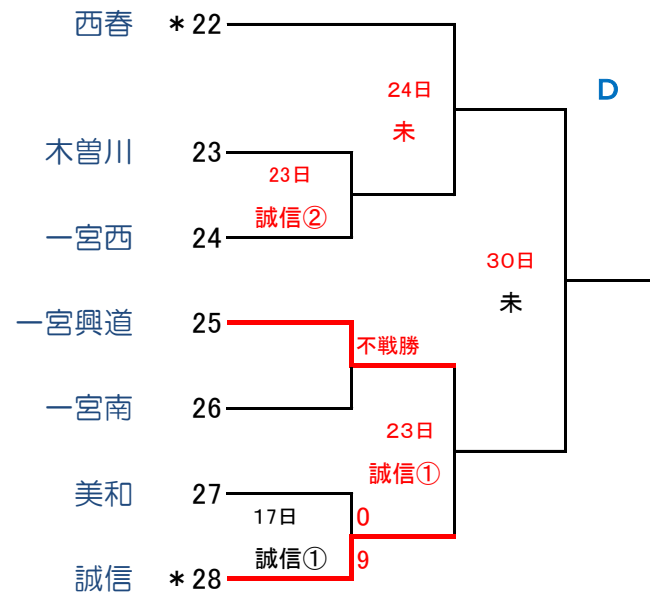 西春 *22
24日
D
未
木曽川 23
23日
誠信②
一宮西 24
30日
未
一宮興道 25
不戦勝
一宮南 26
23日
誠信①
美和 27
17日 0
誠信① 9
誠信 *28